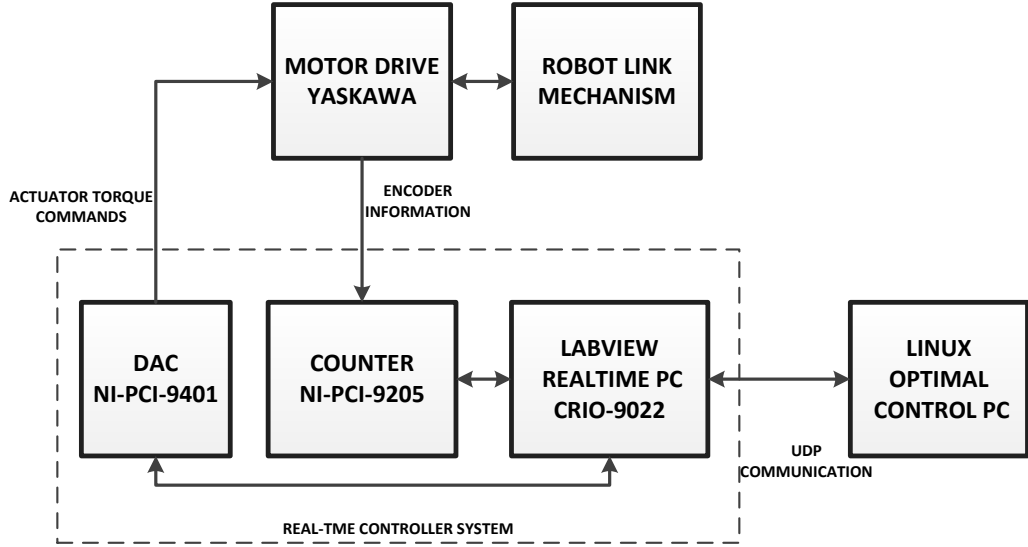 MOTOR DRIVE
YASKAWA
ROBOT LINK
MECHANISM
ACTUATOR TORQUE
COMMANDS
ENCODER
INFORMATION
DAC
NI-PCI-9401
COUNTER
NI-PCI-9205
LABVIEW
REALTIME PC
CRIO-9022
LINUX
OPTIMAL
CONTROL PC
UDP
COMMUNICATION
REAL-TME CONTROLLER SYSTEM